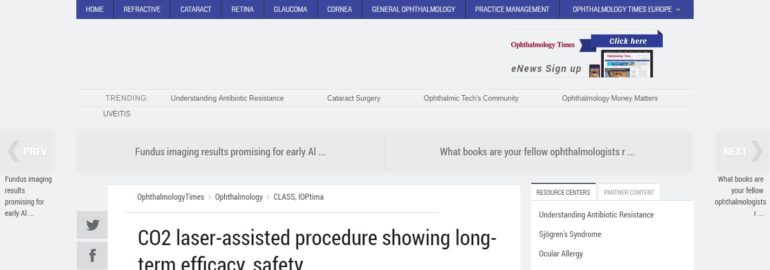 HOME REFRACTIVE CATARACT RETINA GLAUCOMA CORNEA GENERAL OPHTHALMOLOGY PRACTICE MANAGEMENT OPHTHALMOLOGY TIMES EUROPE
Ophthalmology Times Click here
eNews Sign up
TRENDING: Understanding Antibiotic Resistance Cataract Surgery Ophthalmic Tech's Community Ophthalmology Money Matters
UVEITIS
PREV
Fundus imaging results promising for early Al ...
What books are your fellow ophthalmologists r ...
NEXT
Fundus imaging
results
promising for
early Al ...
What books are
your fellow
ophthalmologists
r ...
OphthalmologyTimes > Ophthalmology > CLASS, IOPtima
CO2 laser-assisted procedure showing long-
term efficacy, safety
RESOURCE CENTERS PARTNER CONTENT
Understanding Antibiotic Resistance
Sjögren's Syndrome
Ocular Allergy